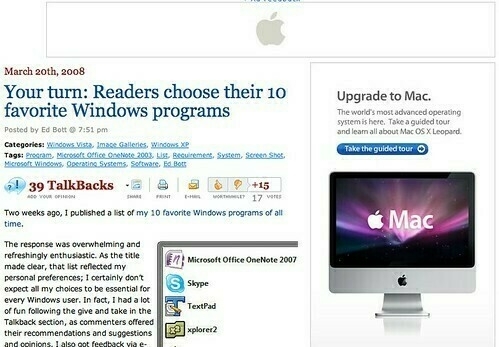 March 20th, 2008
Your turn: Readers choose their 10
favorite Windows programs
Posted by Ed Bott @ 7:51 pm
Categories: Windows Vista, Image Galleries, Windows XP
Tags: Program, Microsoft Office OneNote 2003, List, Requirement, System, Screen Shot,
Microsoft Windows, Operating Systems, Software, Ed Bott
39 TalkBacks
ADD YOUR OPINION
SHARE
PRINT
E-MAIL
WORTHWHILE?
+15
17 VOTES
Two weeks ago, I published a list of my 10 favorite Windows programs of all
time.
The response was overwhelming and
refreshingly enthusiastic. As the title
made clear, that list reflected my
personal preferences; I certainly don't
expect all my choices to be essential for
every Windows user. In fact, I had a lot
of fun following the give and take in the
Talkback section, as commenters offered
their recommendations and suggestions
and opinions. I also got feedback via e-
Microsoft Office OneNote 2007
Skype
TextPad
xplorer2
Upgrade to Mac.
The world's most advanced operating
system is here. Take a guided tour
and learn all about Mac OS X Leopard.
Take the guided tour
Mac